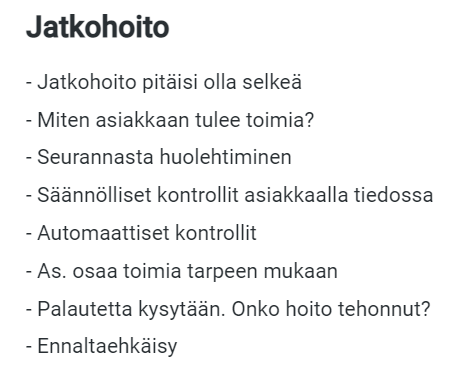 Jatkohoito
- Jatkohoito pitäisi olla selkeä
- Miten asiakkaan tulee toimia?
- Seurannasta huolehtiminen
- Säännölliset kontrollit asiakkaalla tiedossa
- Automaattiset kontrollit
- As. osaa toimia tarpeen mukaan
- Palautetta kysytään. Onko hoito tehonnut?
- Ennaltaehkäisy